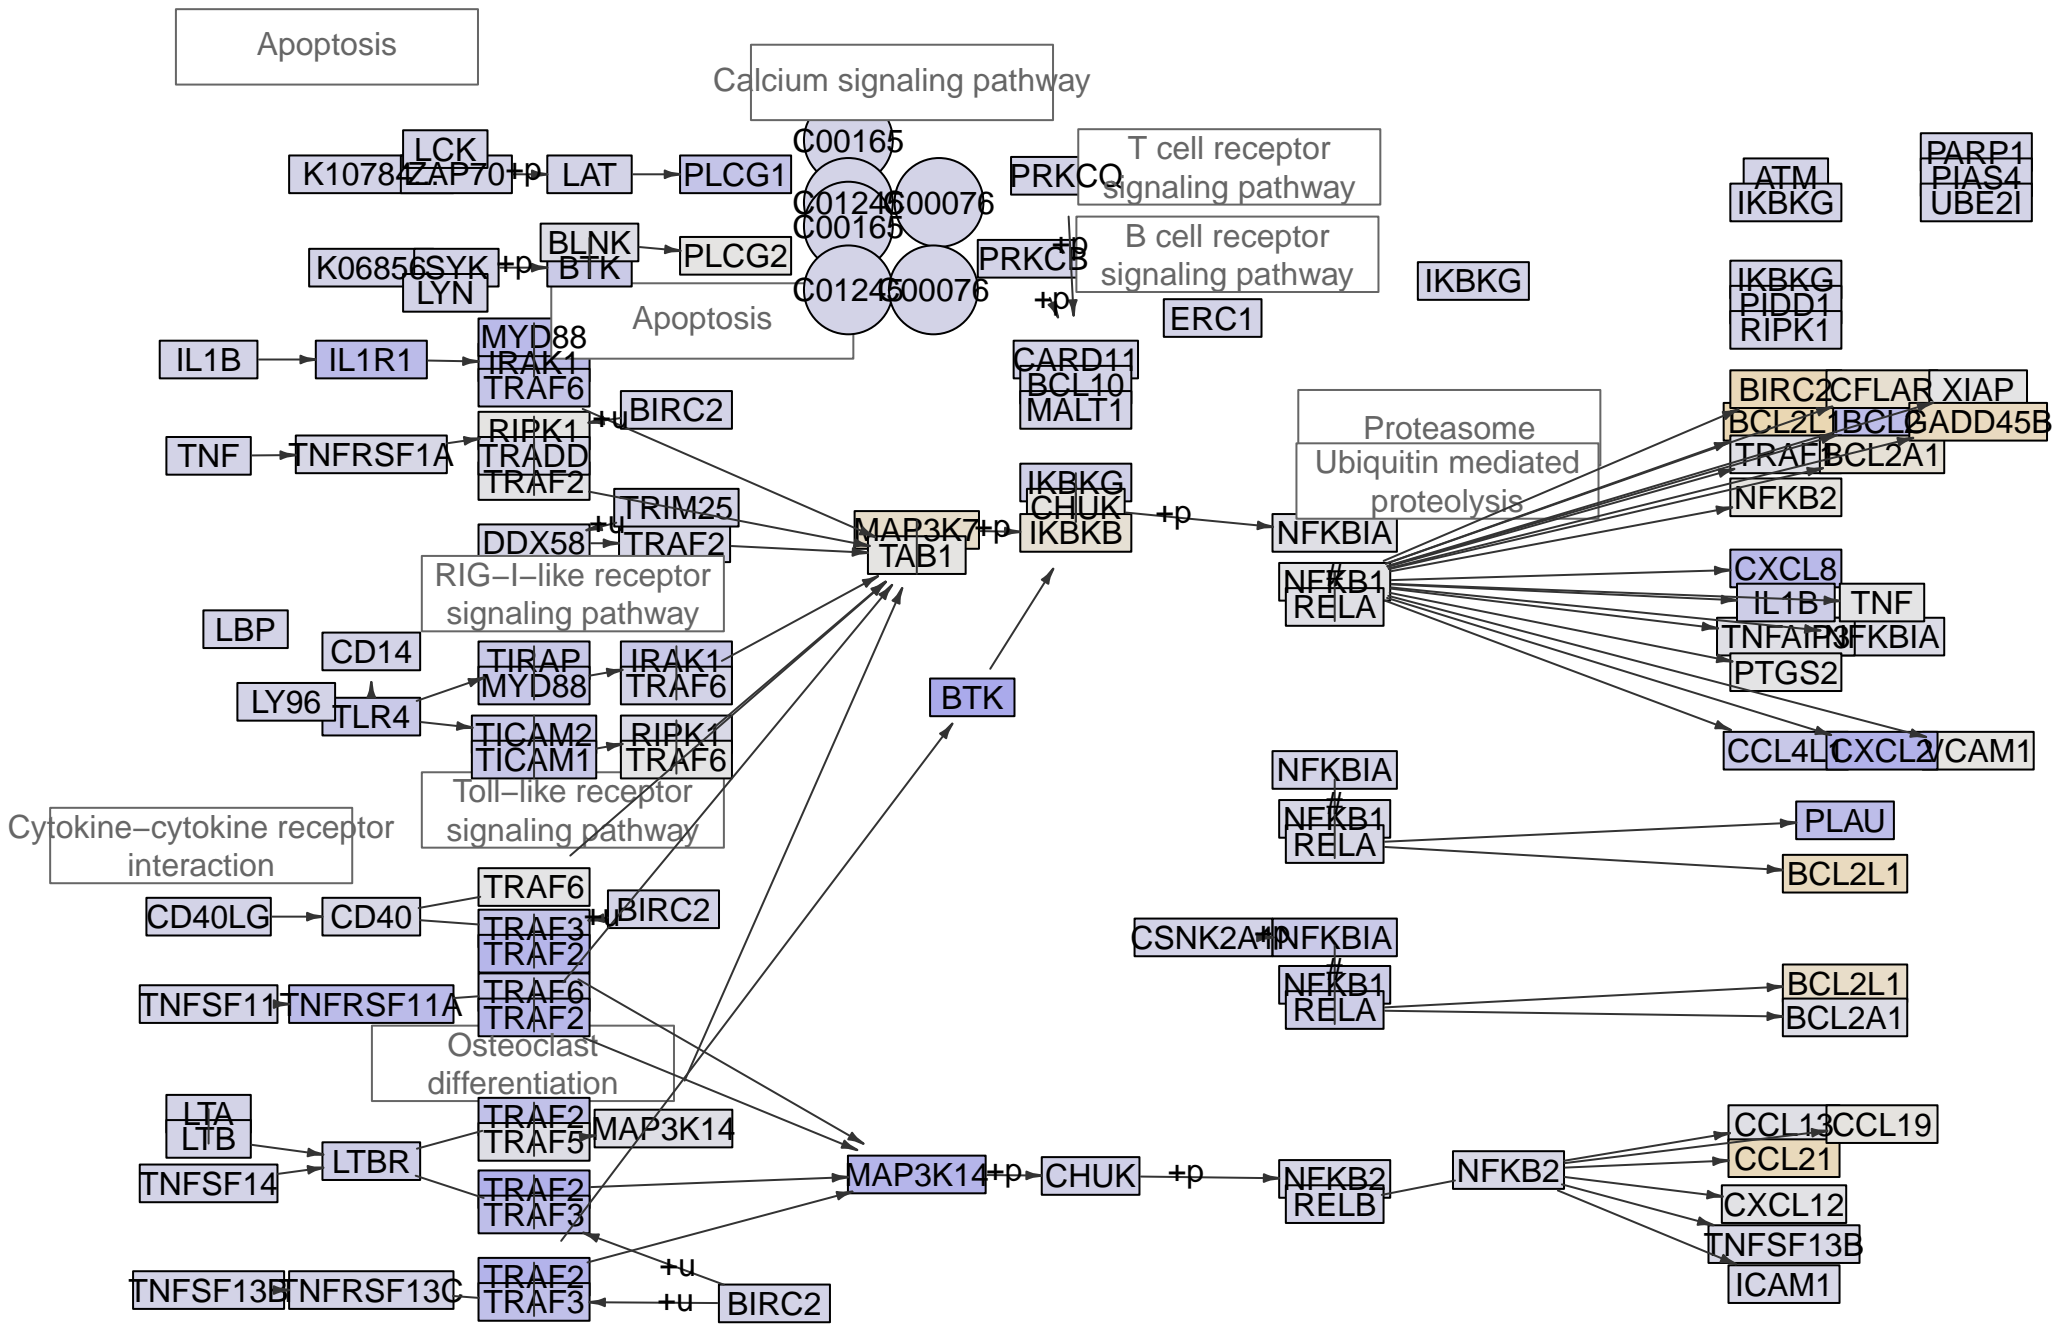 Apoptosis
Calcium signaling pathway
LCK
K10784
ZAP70
+p
LAT
PLCG1
C00165
C01245
C00076
C00165
C01245
C00076
PRKCQ
T cell receptor
signaling pathway
ATM
IKBKG
PARP1
PIAS4
UBE2I
BLNK
BTK
K06856
SYK
+p
LYN
PLCG2
PRKCB
+p
+p
B cell receptor
signaling pathway
IKBKG
ERC1
IKBKG
PIDD1
RIPK1
Apoptosis
IL1B
IL1R1
MYD88
IRAK1
TRAF6
CARD11
BCL10
MALT1
TNF
TNFRSF1A
RIPK1
TRADD
TRAF2
+u
BIRC2
Proteasome
Ubiquitin mediated
proteolysis
BIRC2
CFLAR
XIAP
BCL2L1
BCL2
GADD45B
TRAF1
BCL2A1
NFKB2
IKBKG
CHUK
IKBKB
+p
NFKBIA
NFKB1
RELA
TRIM25
+u
DDX58
TRAF2
MAP3K7
+p
TAB1
RIG−I−like receptor
signaling pathway
CXCL8
IL1B
TNF
TNFAIP3
NFKBIA
PTGS2
LBP
CD14
LY96
TLR4
TIRAP
MYD88
IRAK1
TRAF6
TICAM2
TICAM1
RIPK1
TRAF6
BTK
CCL4L1
CXCL2
VCAM1
Toll−like receptor
signaling pathway
NFKBIA
NFKB1
RELA
PLAU
BCL2L1
Cytokine−cytokine receptor
interaction
TRAF6
CD40LG
CD40
TRAF3
TRAF2
+u
BIRC2
CSNK2A1
+p
NFKBIA
NFKB1
RELA
BCL2L1
BCL2A1
TNFSF11
TNFRSF11A
TRAF6
TRAF2
Osteoclast
differentiation
LTA
LTB
TNFSF14
LTBR
TRAF2
TRAF5
MAP3K14
TRAF2
TRAF3
MAP3K14
+p
CHUK
+p
NFKB2
RELB
NFKB2
CCL13
CCL19
CCL21
CXCL12
TNFSF13B
ICAM1
TNFSF13B
TNFRSF13C
TRAF2
TRAF3
+u
+u
BIRC2